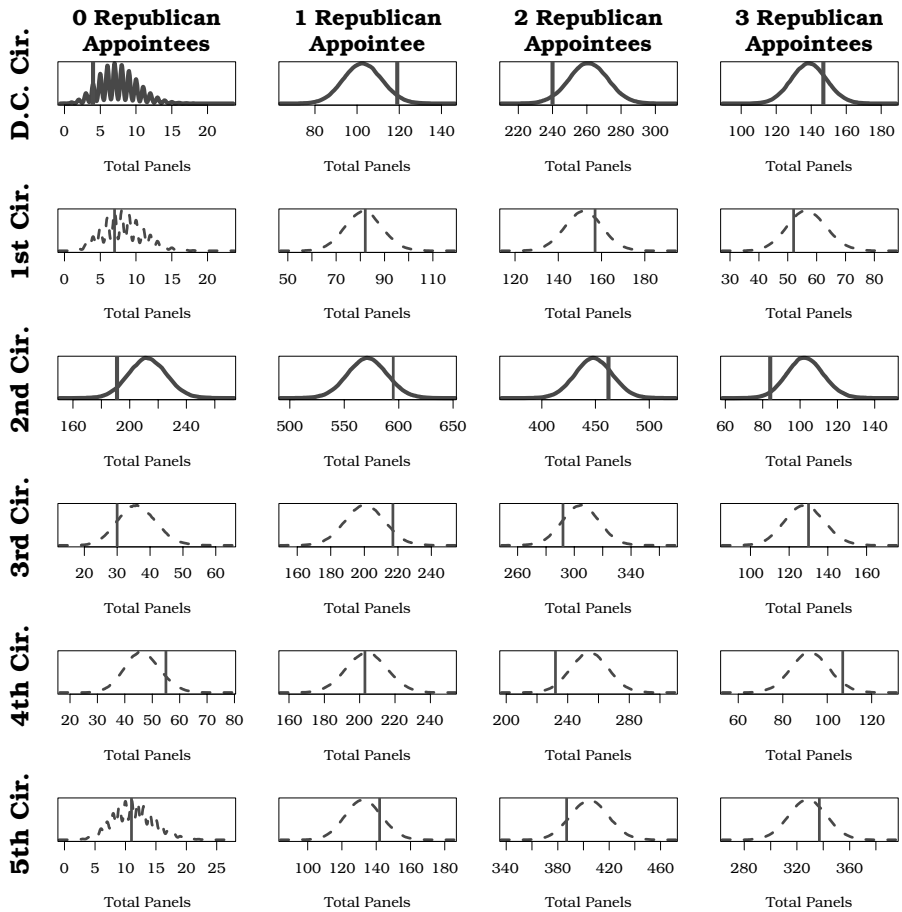 0 Republican Appointees
1 Republican Appointee
2 Republican Appointees
3 Republican Appointees
D.C. Cir.
0 5 10 15 20
80 100 120 140
220 240 260 280 300
100 120 140 160 180
Total Panels Total Panels Total Panels Total Panels
1st Cir.
0 5 10 15 20
50 70 90 110
120 140 160 180
30 40 50 60 70 80
Total Panels Total Panels Total Panels Total Panels
2nd Cir.
160 200 240
500 550 600 650
400 450 500
60 80 100 120 140
Total Panels Total Panels Total Panels Total Panels
3rd Cir.
20 30 40 50 60
160 180 200 220 240
260 300 340
100 120 140 160
Total Panels Total Panels Total Panels Total Panels
4th Cir.
20 30 40 50 60 70 80
160 180 200 220 240
200 240 280
60 80 100 120
Total Panels Total Panels Total Panels Total Panels
5th Cir.
0 5 10 15 20 25
100 120 140 160 180
340 380 420 460
280 320 360
Total Panels Total Panels Total Panels Total Panels